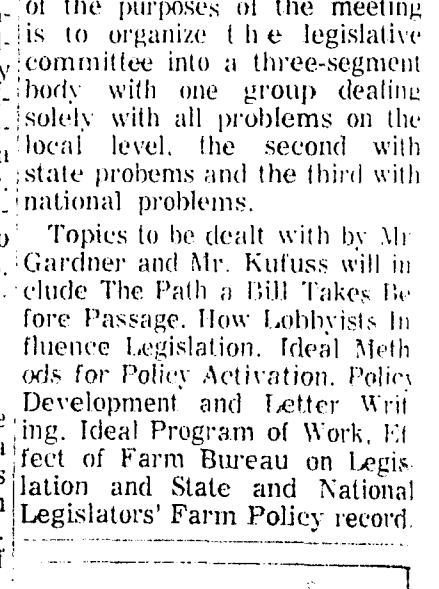 of the purposes of the meeting
is to organize the legislative
committee into a three-segment
body with one group dealing
solely with all problems on the
local level, the second with
state probems and the third with
national problems.
Topics to be dealt with by Mr
Gardner and Mr. Kufuss will in
clude The Path a Bill Takes Be
fore Passage. How Lobbyists In
fluence Legislation. Ideal Meth
ods for Policy Activation. Policy
Development and Letter Writ
ing. Ideal Program of Work, Ef
fect of Farm Bureau on Legis
lation and State and National
Legislators' Farm Policy record.